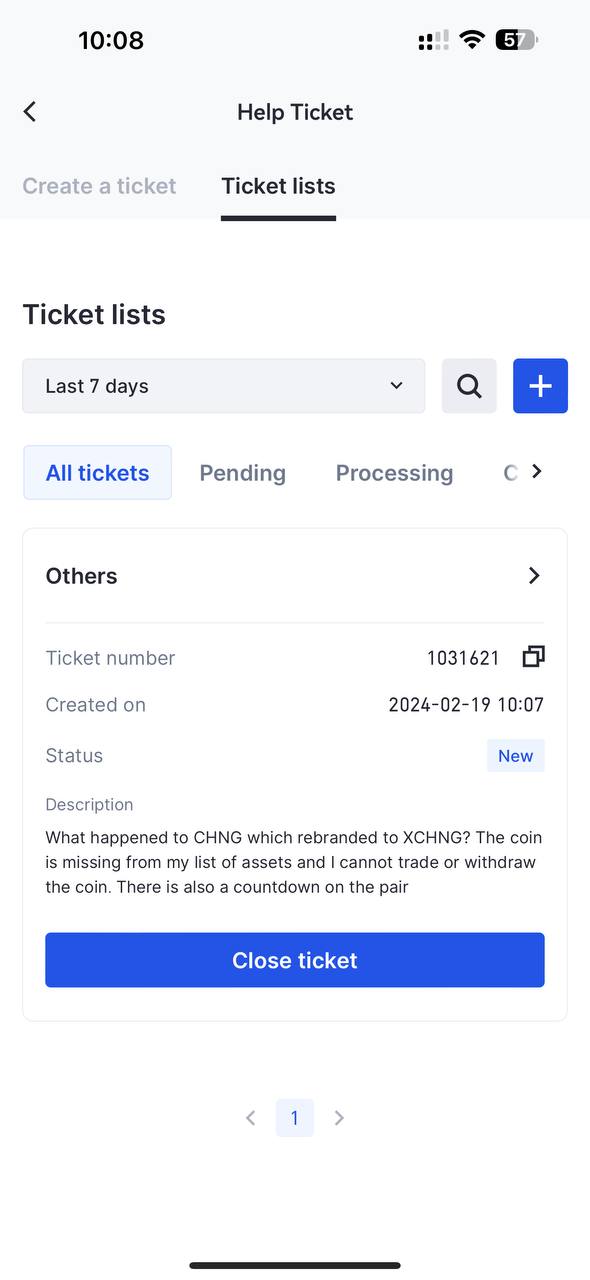 10:08
57
Help Ticket
Create a ticket
Ticket lists
Ticket lists
Last 7 days
All tickets
Pending
Processing
C
Others
Ticket number
1031621
Created on
2024-02-19 10:07
Status
New
Description
What happened to CHNG which rebranded to XCHNG? The coin
is missing from my list of assets and I cannot trade or withdraw
the coin. There is also a countdown on the pair
Close ticket
1